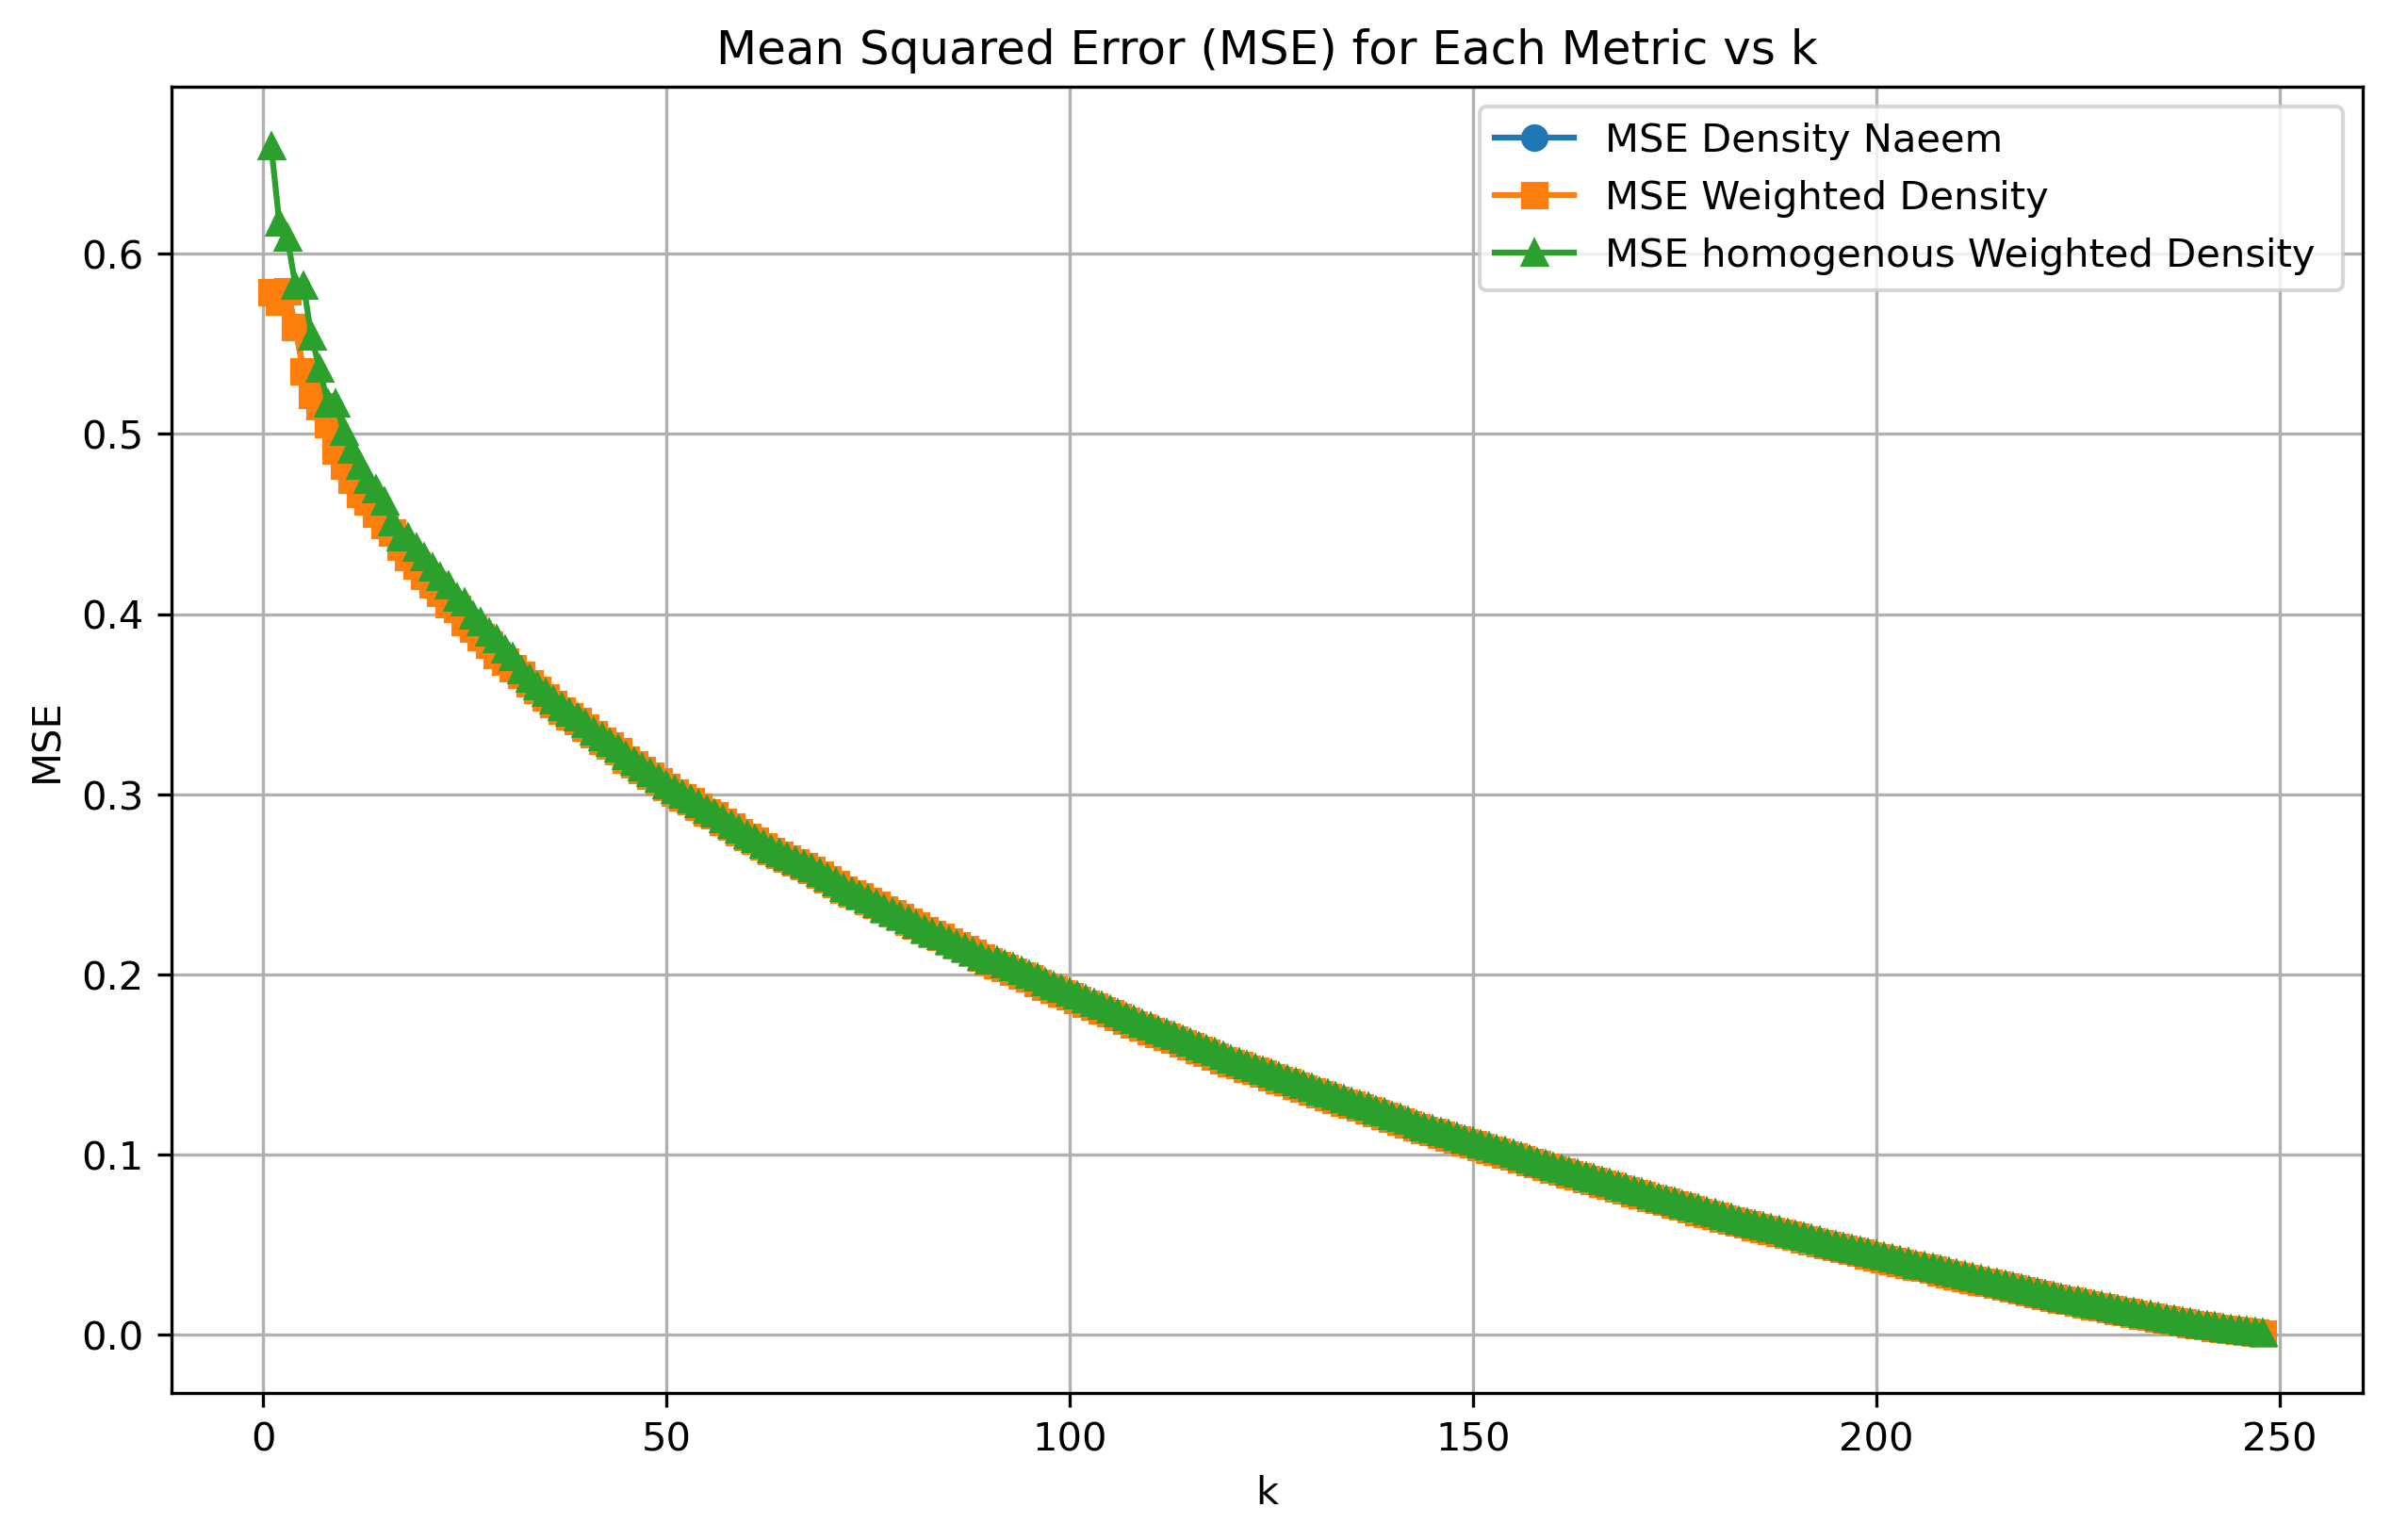 Mean Squared Error (MSE) for Each Metric vs k
MSE Density Naeem
MSE Weighted Density
MSE homogenous Weighted Density
0.6
0.5
0.4
0.3
0.2
0.1
0.0
MSE
0 50 100 150 200 250
k